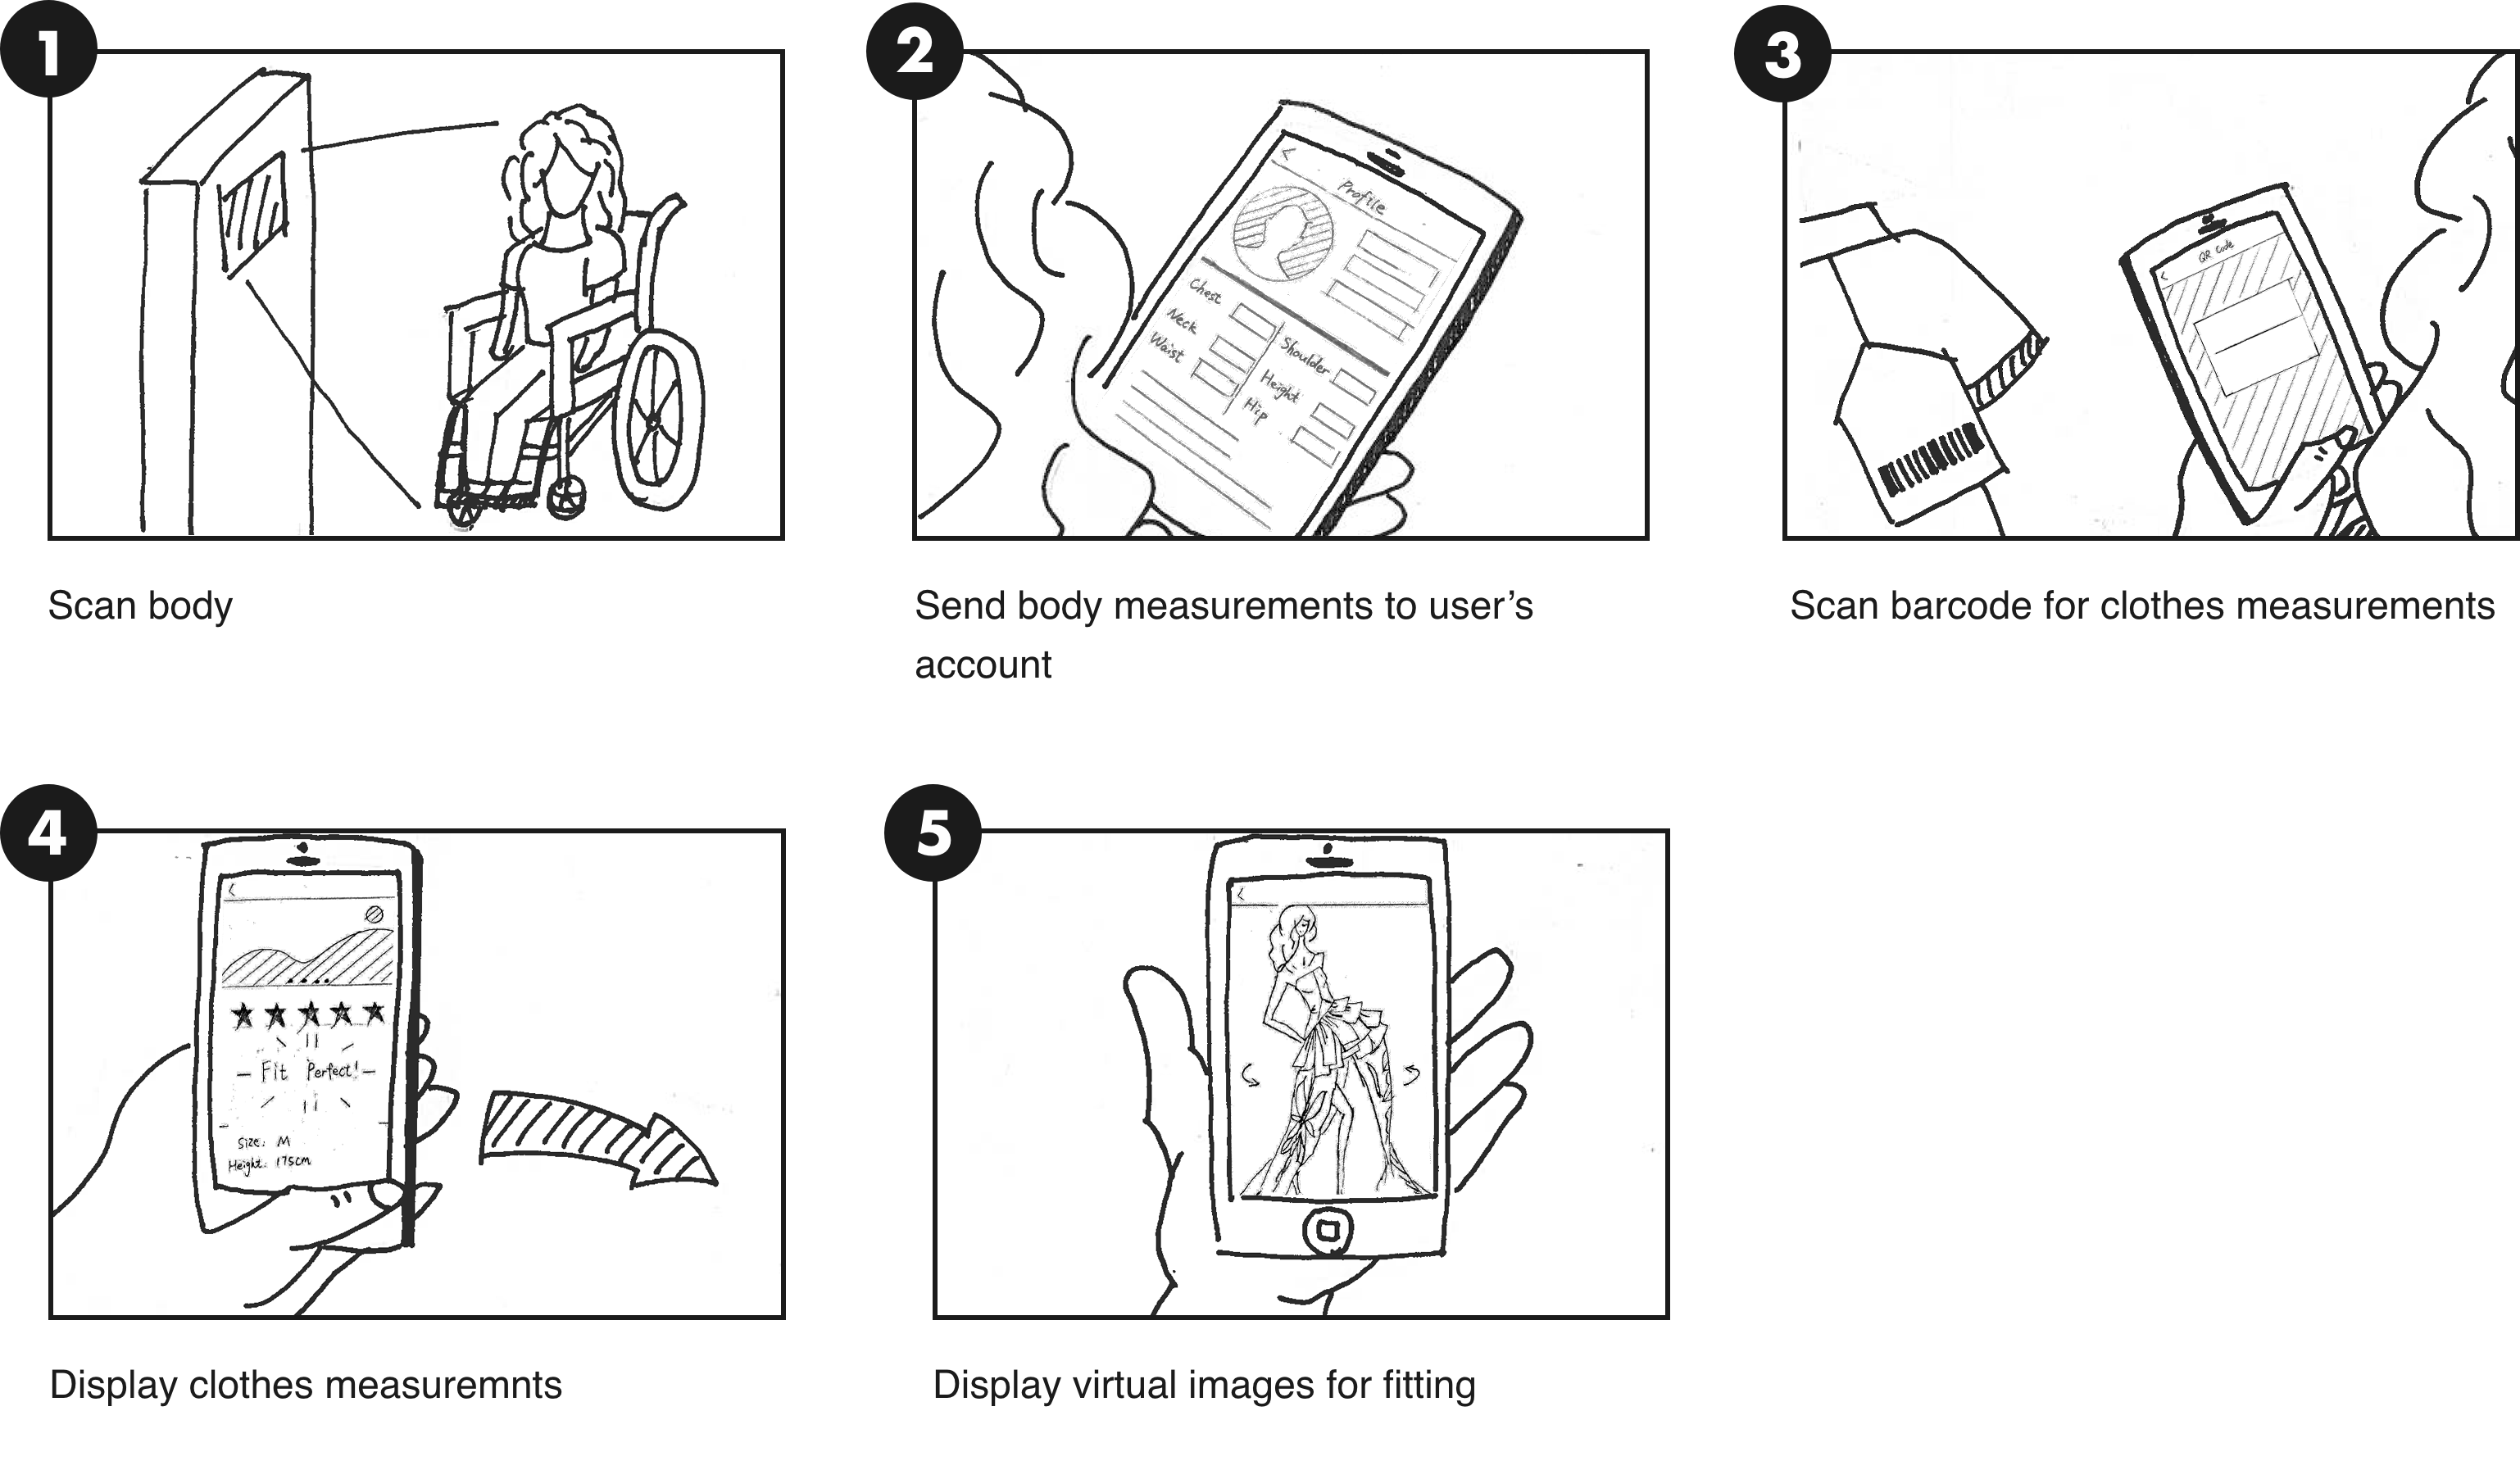 1
2
3
Profile
Chest
Neck
Waist
Shoulder
Height
Hip
QR Code
Scan body
Send body measurements to user’s
account
Scan barcode for clothes measurements
4
5
Fit Perfect!
Size: M
Height: 175cm
Display clothes measuremnts
Display virtual images for fitting